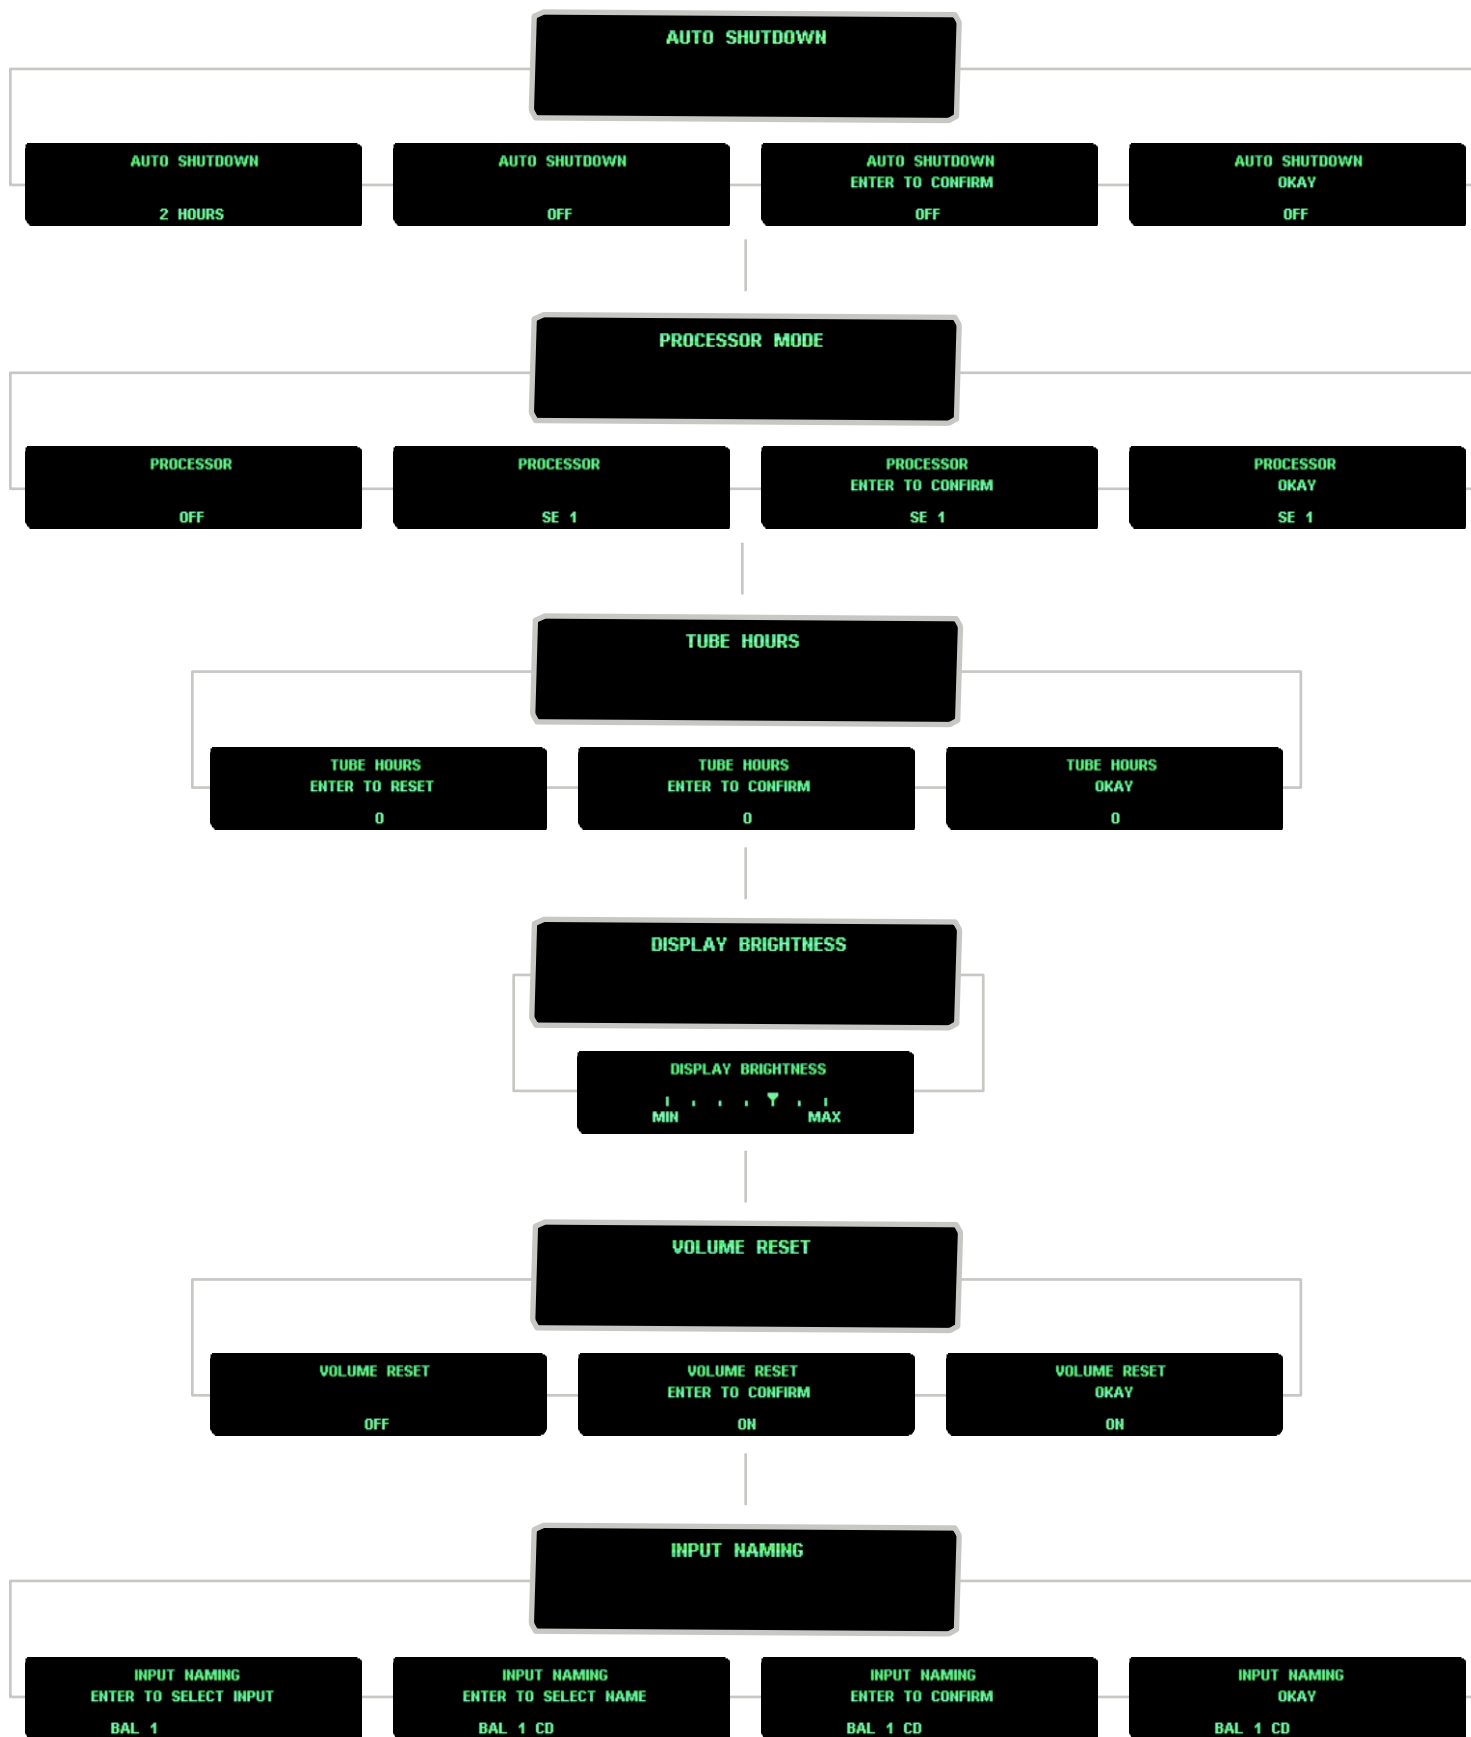 AUTO SHUTDOWN
AUTO SHUTDOWN
2 HOURS
AUTO SHUTDOWN
OFF
AUTO SHUTDOWN
ENTER TO CONFIRM
OFF
AUTO SHUTDOWN
OKAY
OFF
PROCESSOR MODE
PROCESSOR
OFF
PROCESSOR
SE 1
PROCESSOR
ENTER TO CONFIRM
SE 1
PROCESSOR
OKAY
SE 1
TUBE HOURS
TUBE HOURS
ENTER TO RESET
0
TUBE HOURS
ENTER TO CONFIRM
0
TUBE HOURS
OKAY
0
DISPLAY BRIGHTNESS
DISPLAY BRIGHTNESS
MIN MAX
VOLUME RESET
VOLUME RESET
OFF
VOLUME RESET
ENTER TO CONFIRM
ON
VOLUME RESET
OKAY
ON
INPUT NAMING
INPUT NAMING
ENTER TO SELECT INPUT
BAL 1
INPUT NAMING
ENTER TO SELECT NAME
BAL 1 CD
INPUT NAMING
ENTER TO CONFIRM
BAL 1 CD
INPUT NAMING
OKAY
BAL 1 CD